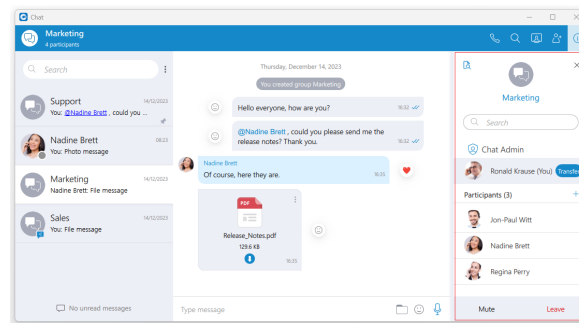 Chat
Marketing
4 participants
Search
Support
14/12/2023
You: @Nadine Brett , could you ...
Nadine Brett
08:23
You: Photo message
Marketing
14/12/2023
Nadine Brett: File message
Sales
14/12/2023
You: File message
No unread messages
Thursday, December 14, 2023
You created group Marketing
Hello everyone, how are you?
16:32
@Nadine Brett , could you please send me the
release notes? Thank you.
16:32
Nadine Brett
Of course, here they are.
16:35
PDF
Release_Notes.pdf
129.6 KB
16:35
Type message
Marketing
Search
Chat Admin
Ronald Krause (You)
Transfer
Participants (3)
Jon-Paul Witt
Nadine Brett
Regina Perry
Mute
Leave